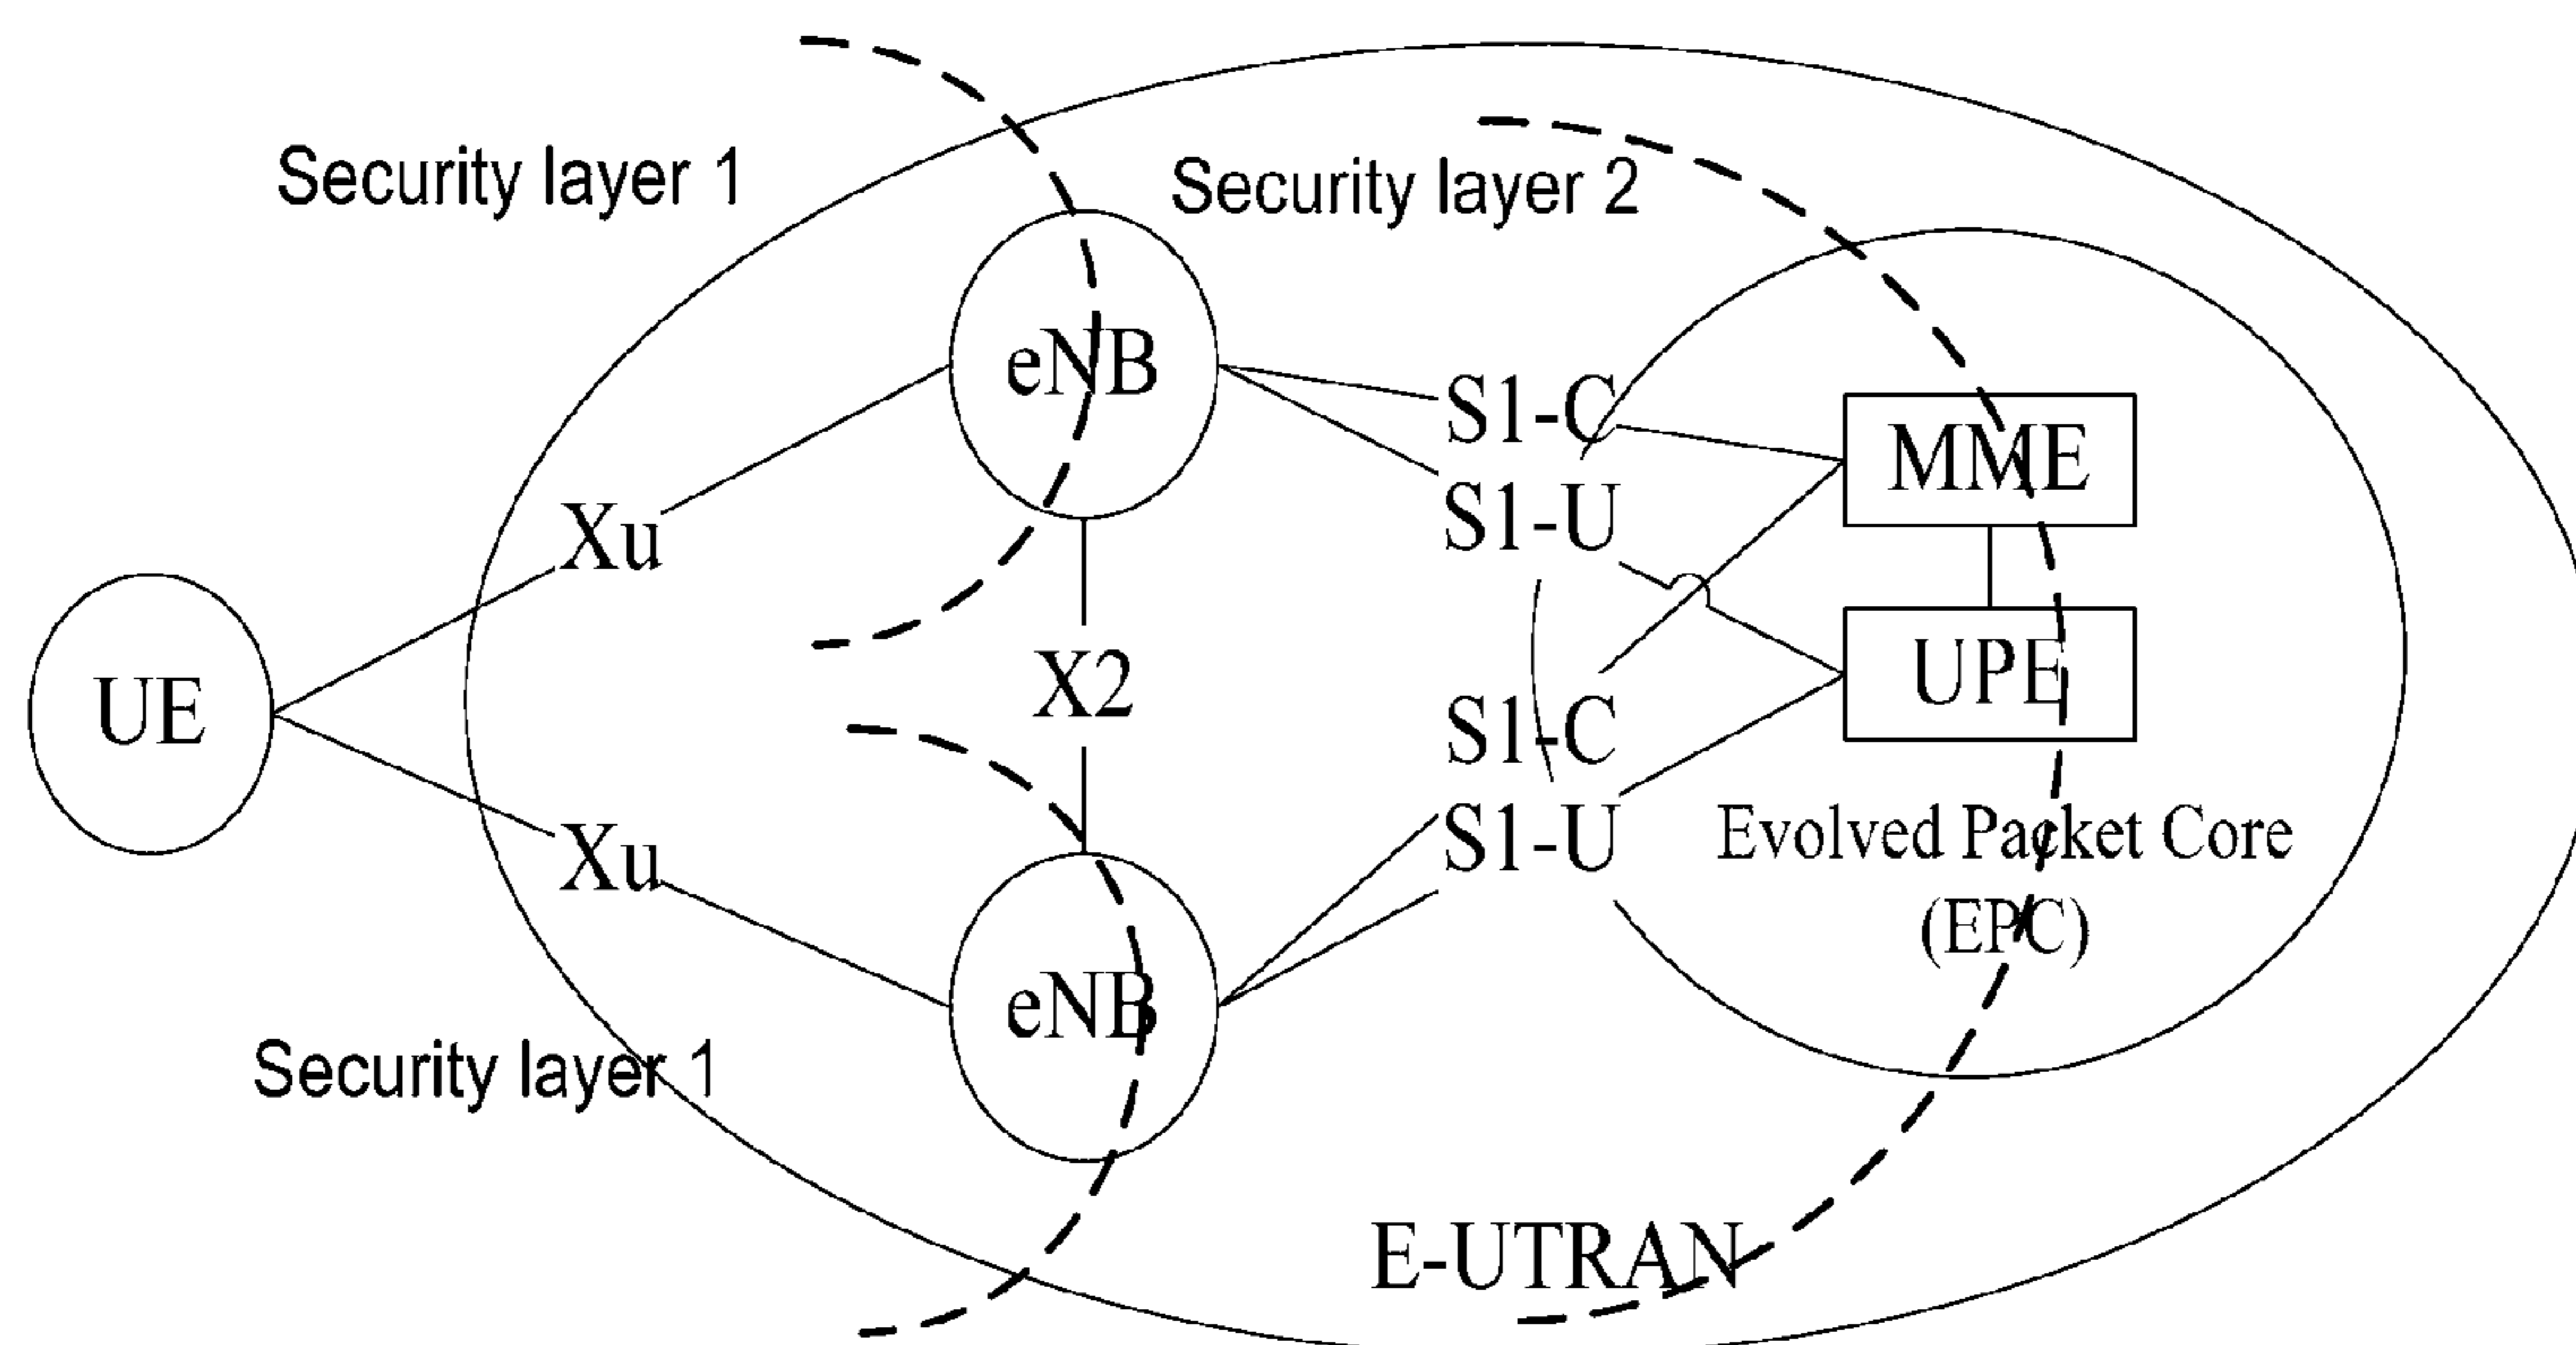 Security layer 1
Security layer 2
eNB
S1-C
MME
S1-U
Xu
UE
X2
UPE
S1-C
Xu
S1-U
Evolved Packet Core
(EPC)
eNB
Security layer 1
E-UTRAN